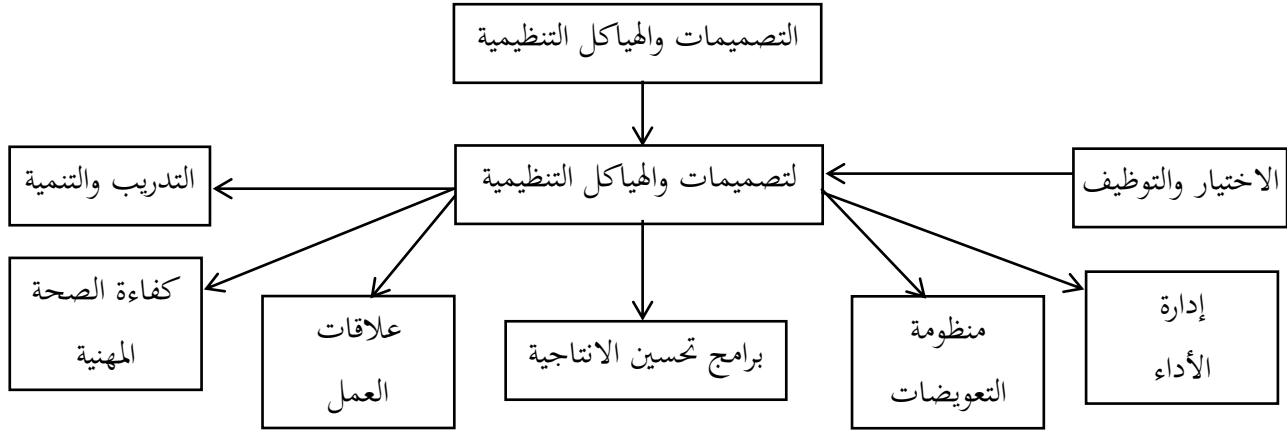 التصميمات والهياكل التنظيمية
الاختيار والتوظيف
لتصميمات والهياكل التنظيمية
التدريب والتنمية
إدارة
الأداء
منظومة
التعويضات
برامج تحسين الانتاجية
علاقات
العمل
كفاءة الصحة
المهنية